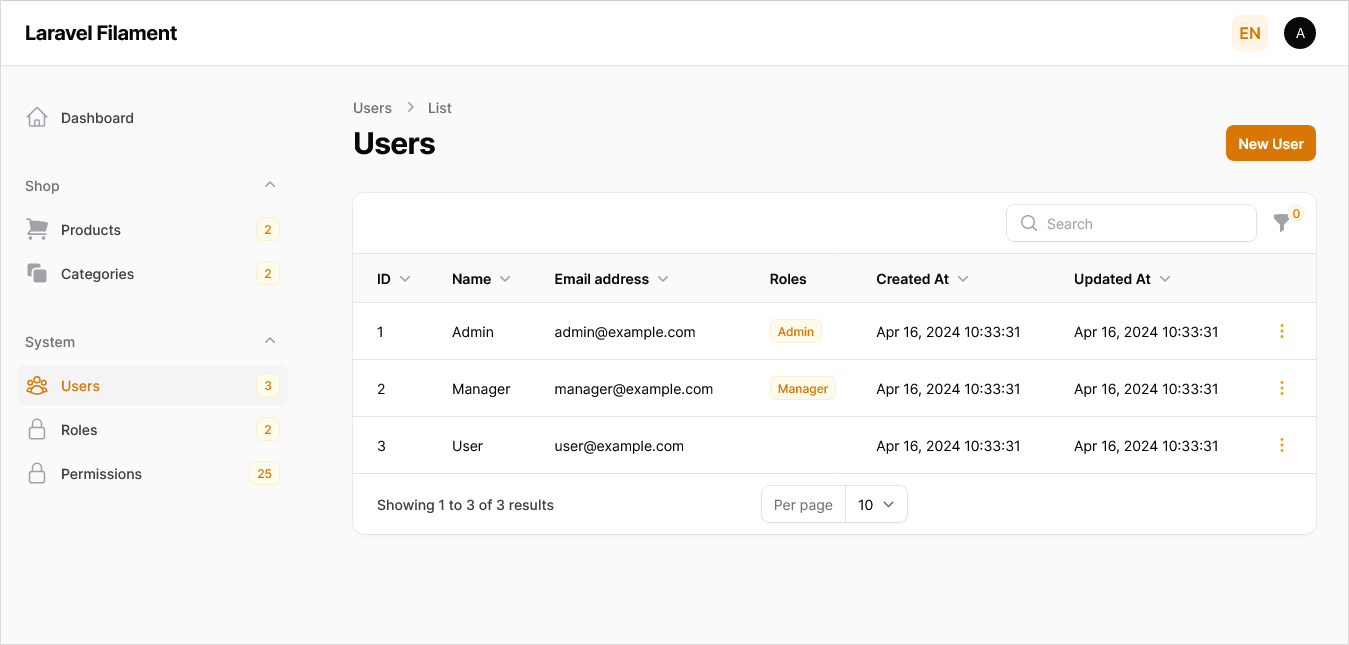 Laravel Filament
EN
A
Dashboard
Shop
Products 2
Categories 2
System
Users 3
Roles 2
Permissions 25
Users List
Users
New User
Search
0
ID Name Email address Roles Created At Updated At
1 Admin admin@example.com Admin Apr 16, 2024 10:33:31 Apr 16, 2024 10:33:31
2 Manager manager@example.com Manager Apr 16, 2024 10:33:31 Apr 16, 2024 10:33:31
3 User user@example.com Apr 16, 2024 10:33:31 Apr 16, 2024 10:33:31
Showing 1 to 3 of 3 results Per page 10